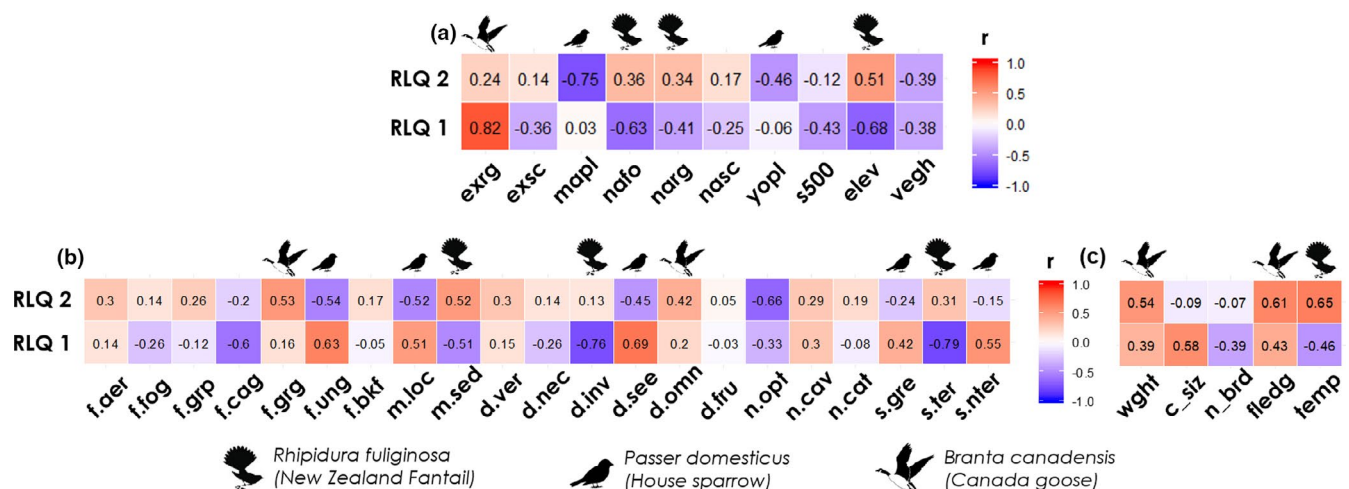 (a)
r
RLQ 2 0.24 0.14 -0.75 0.36 0.34 0.17 -0.46 -0.12 0.51 -0.39
RLQ 1 0.82 -0.36 0.03 -0.63 -0.41 -0.25 -0.06 -0.43 -0.68 -0.38
exrg exsc mapl nafo narg nasc yopl s500 elev vegh
1.0
0.5
0.0
-0.5
-1.0
(b)
r
RLQ 2 0.3 0.14 0.26 -0.2 0.53 -0.54 0.17 -0.52 0.52 0.3 0.14 0.13 -0.45 0.42 0.05 -0.66 0.29 0.19 -0.24 0.31 -0.15
RLQ 1 0.14 -0.26 -0.12 -0.6 0.16 0.63 -0.05 0.51 -0.51 0.15 -0.26 -0.76 0.69 0.2 -0.03 -0.33 0.3 -0.08 0.42 -0.79 0.55
f.aer f.fog f.grp f.cag f.grg f.ung f.bkf m.loc m.sed d.ver d.nec d.inv d.see d.omn d.fru n.opt n.cav n.cat s.gre s.ter s.nter
1.0
0.5
0.0
-0.5
-1.0
(c)
0.54 -0.09 -0.07 0.61 0.65
0.39 0.58 -0.39 0.43 -0.46
wght c_siz n_brd fledg temp
Rhipidura fuliginosa
(New Zealand Fantail)
Passer domesticus
(House sparrow)
Branta canadensis
(Canada goose)